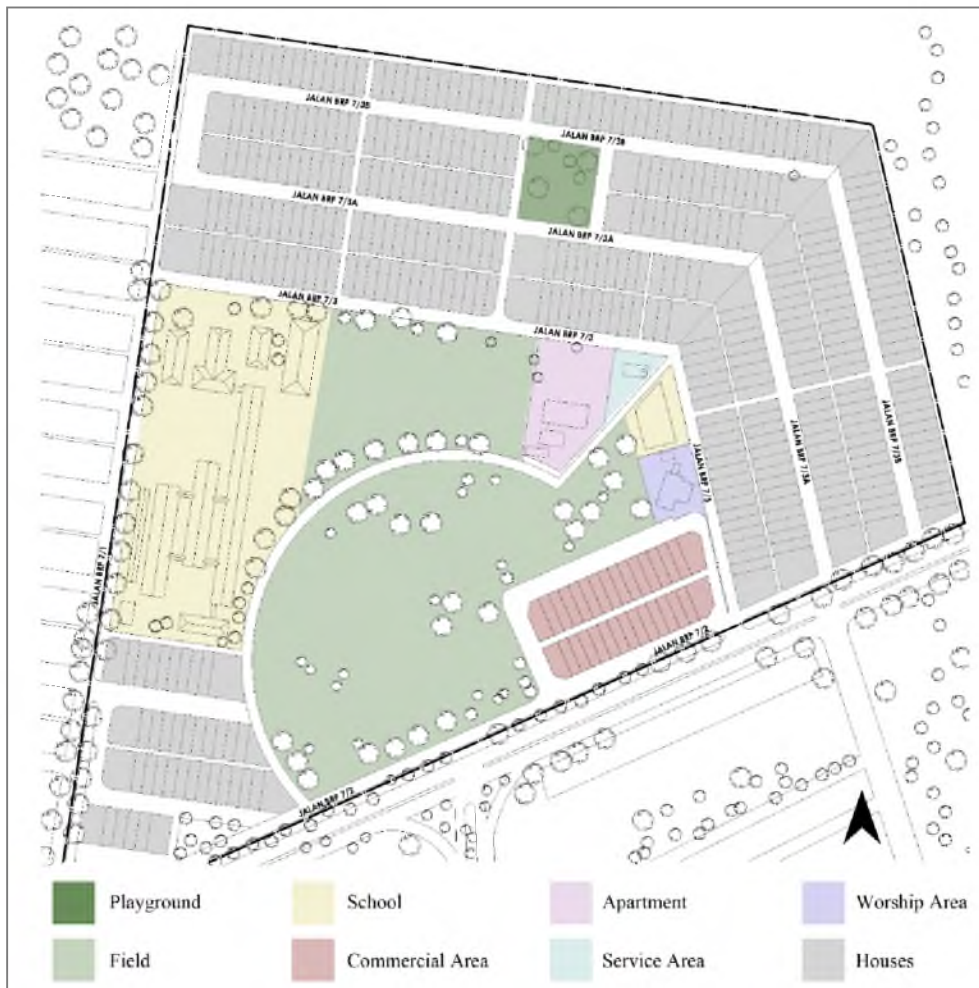 JALAN BRP 7/3B
JALAN BRP 7/3B
JALAN BRP 7/3A
JALAN BRP 7/3A
JALAN BRP 7/3
JALAN BRP 7/3
JALAN BRP 7/3
JALAN BRP 7/3A
JALAN BRP 7/3B
JALAN BRP 7/1
JALAN BRP 7/2
JALAN BRP 7/2
Playground
School
Apartment
Worship Area
Field
Commercial Area
Service Area
Houses